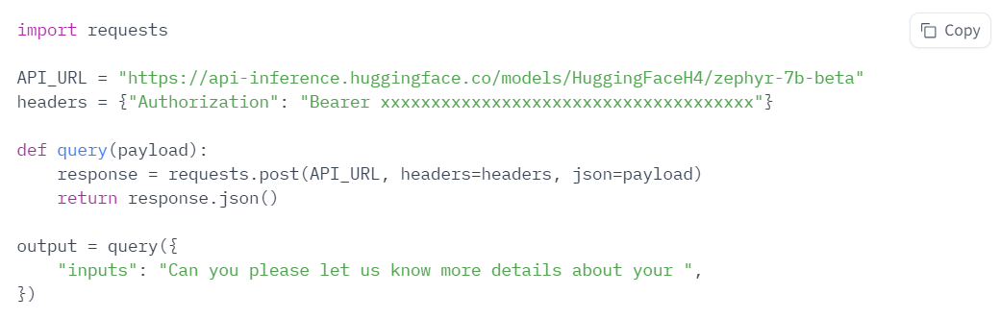 import requests
Copy
API_URL = "https://api-inference.huggingface.co/models/HuggingFaceH4/zephyr-7b-beta"
headers = {"Authorization": "Bearer xxxxxxxxxxxxxxxxxxxxxxxxxxxxxxxxxxxxx"}
def query(payload):
    response = requests.post(API_URL, headers=headers, json=payload)
    return response.json()
output = query({
    "inputs": "Can you please let us know more details about your ",
})